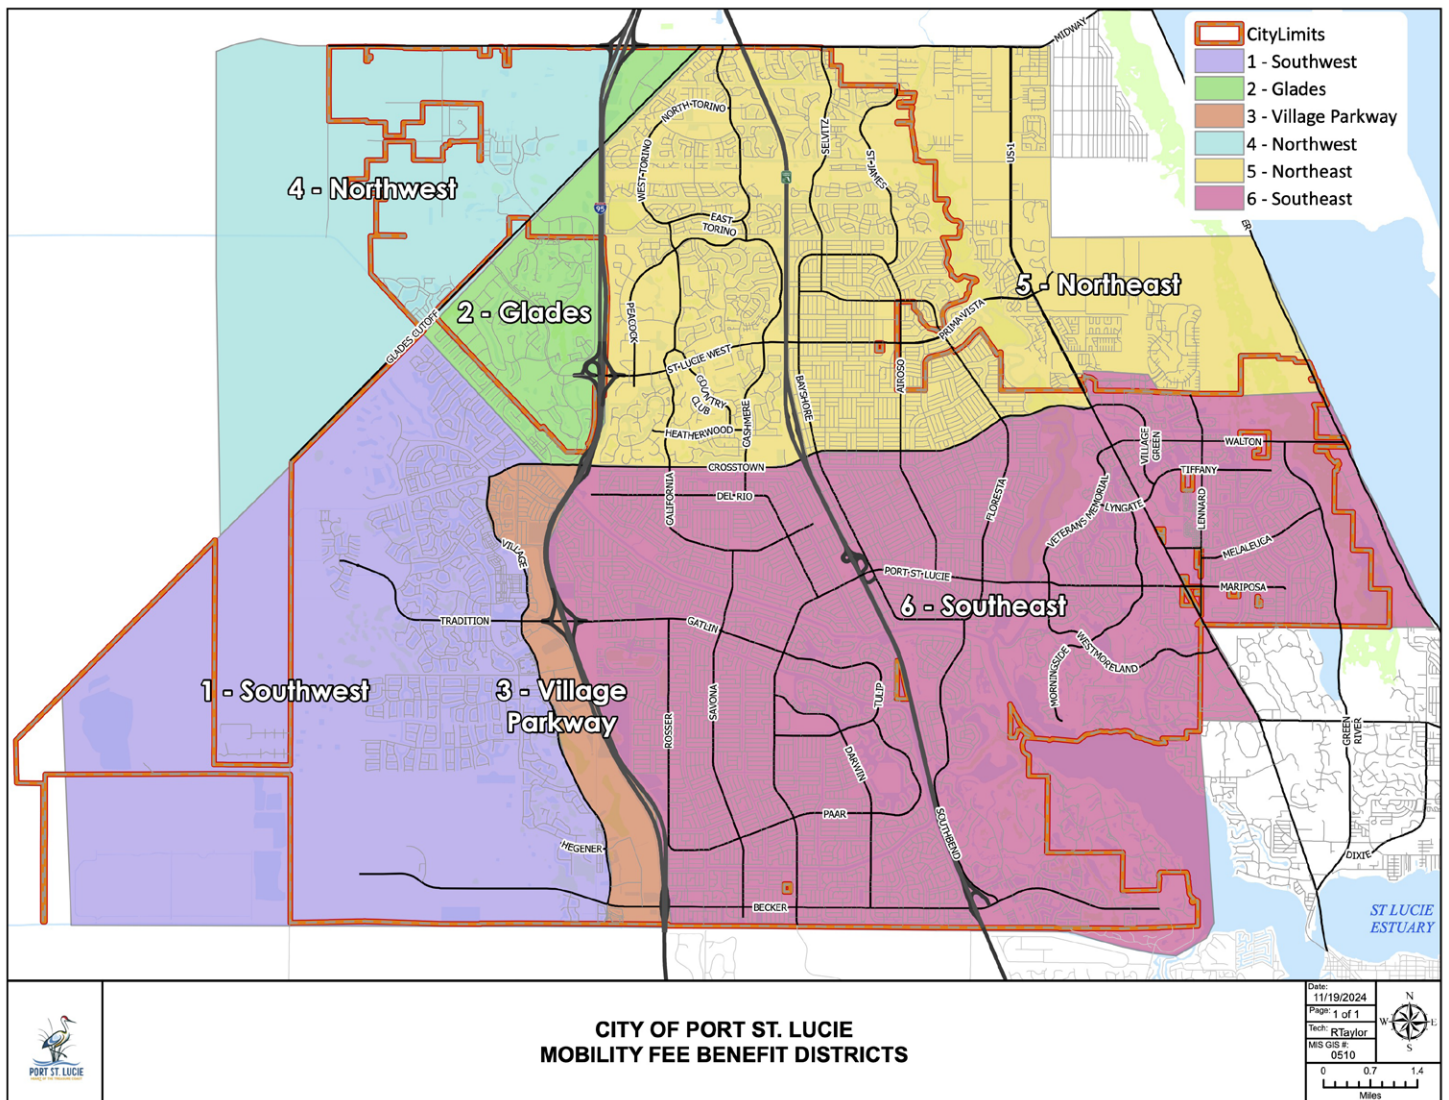 MIDWAY
CityLimits
1 - Southwest
2 - Glades
3 - Village Parkway
4 - Northwest
5 - Northeast
6 - Southeast
NORTH-TORINO
SELVITZ
US-1
ST-JAMES
WEST-TORINO
4 - Northwest
95
EAST
TORINO
ER
5 - Northeast
2 - Glades
PEACOCK
GLADES CUTOFF
PRIMA-VISTA
ST-LUCIE WEST
COUNTRY
CLUB
BAYSHORE
AIROSO
CASHMERE
HEATHERWOOD
VILLAGE
GREEN
WALTON
CROSSTOWN
TIFFANY
DEL-RIO
CALIFORNIA
FLORESTA
VETERANS MEMORIAL
LYNGATE
LENNARD
VILLAGE
MELALEUCA
PORT-ST-LUCIE
MARIPOSA
6 - Southeast
TRADITION
GATLIN
WESTMORELAND
MORNINGSIDE
1 - Southwest
3 - Village
Parkway
TULIP
SAVONA
ROSSER
GREEN
RIVER
DARWIN
PAAR
SOUTHBEND
HEGENER
DIXIE
BECKER
ST LUCIE
ESTUARY
PORT ST. LUCIE
CITY OF PORT ST. LUCIE
MOBILITY FEE BENEFIT DISTRICTS
Date:
11/19/2024
Page: 1 of 1
Tech: RTaylor
MIS GIS #:
0510
N
W E
S
0 0.7 1.4
Miles